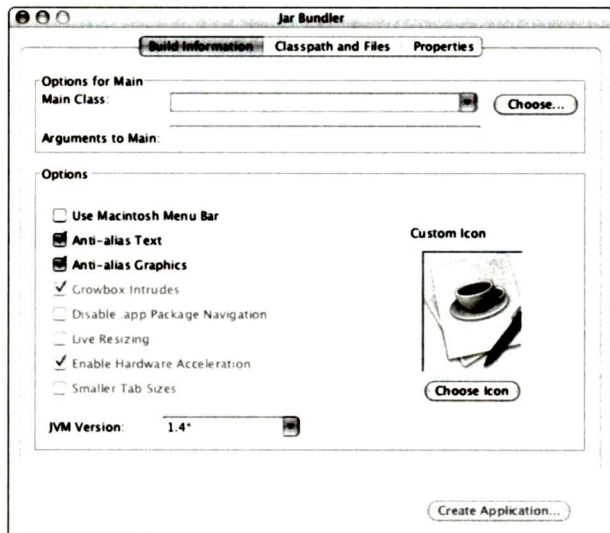 Jar Bundler
Build Information Classpath and Files Properties
Options for Main
Main Class: Choose...
Arguments to Main:
Options
Use Macintosh Menu Bar
Anti-alias Text
Anti-alias Graphics
Growbox Intrudes
Disable .app Package Navigation
Live Resizing
Enable Hardware Acceleration
Smaller Tab Sizes
Custom Icon
Choose Icon
JVM Version: 1.4*
Create Application...